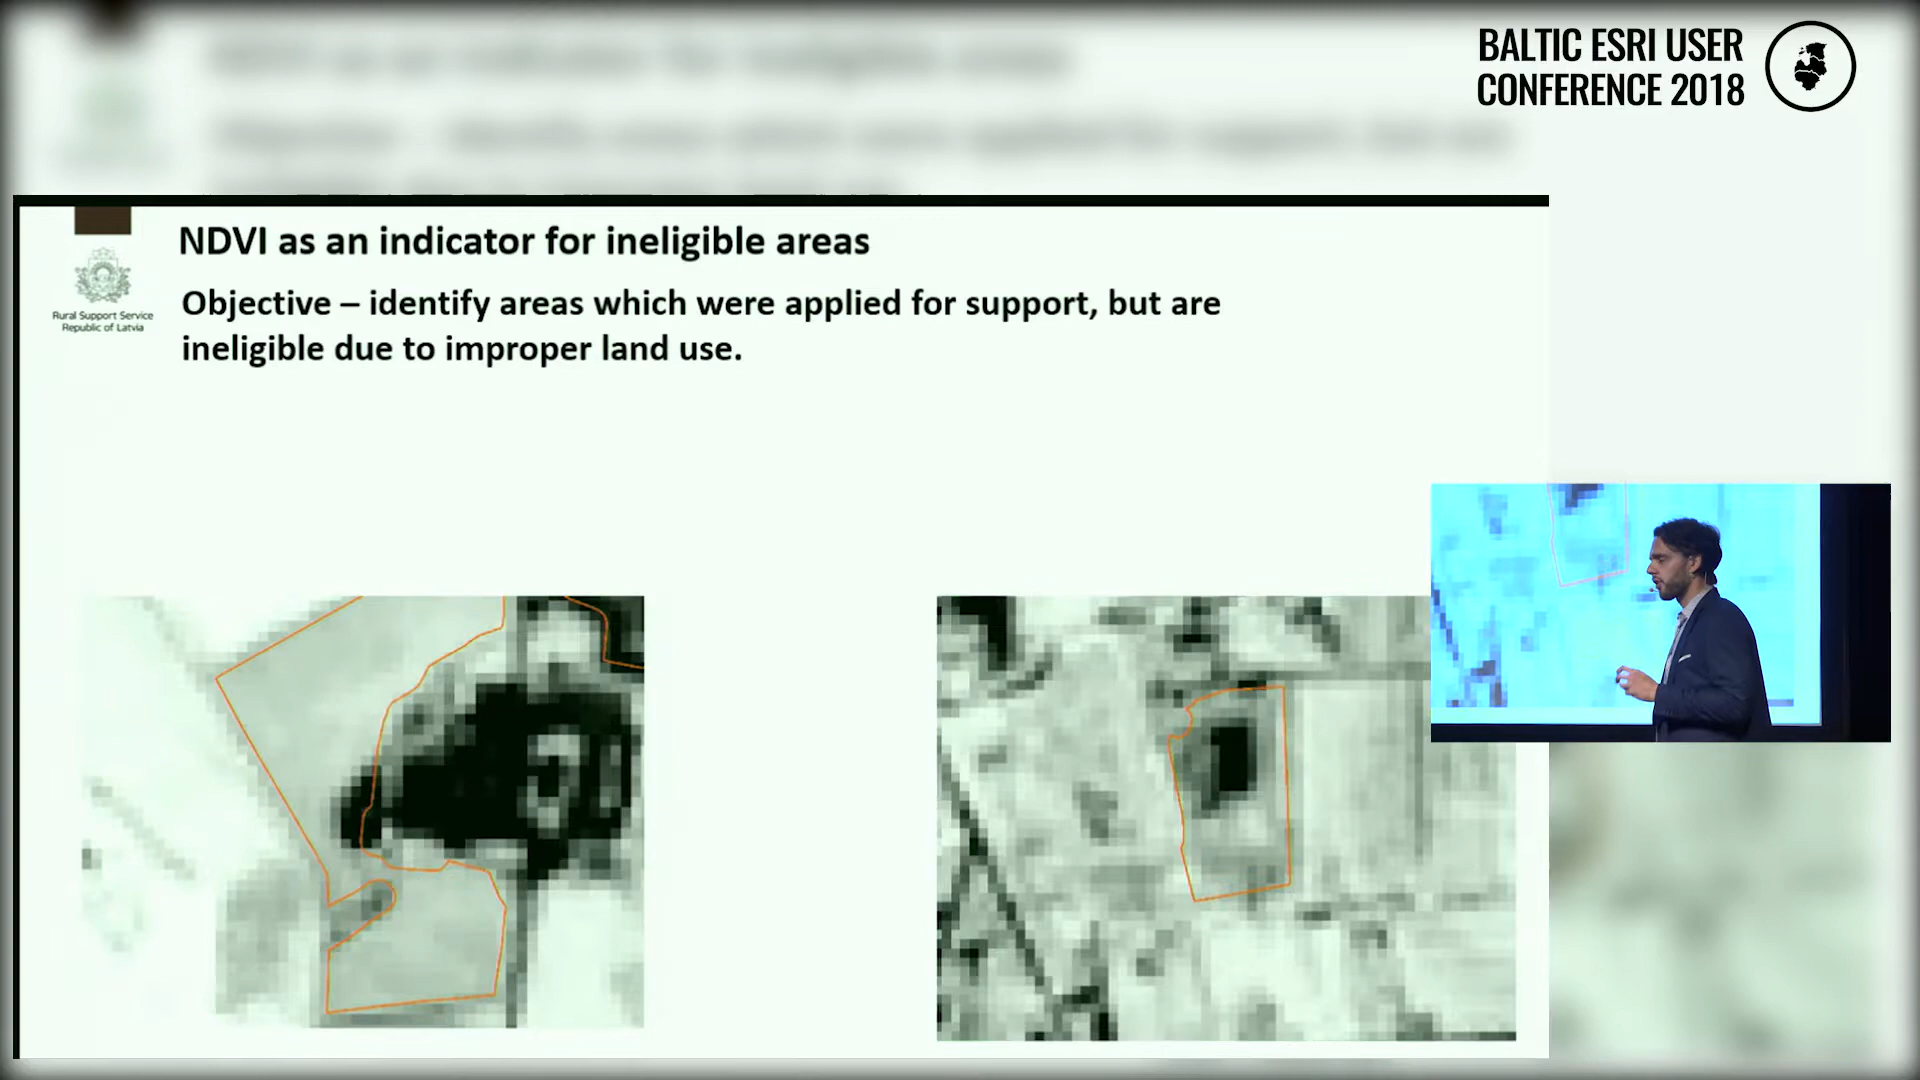 BALTIC ESRI USER
CONFERENCE 2018
NDVI as an indicator for ineligible areas
Objective – identify areas which were applied for support, but are
ineligible due to improper land use.
Rural Support Service
Republic of Latvia